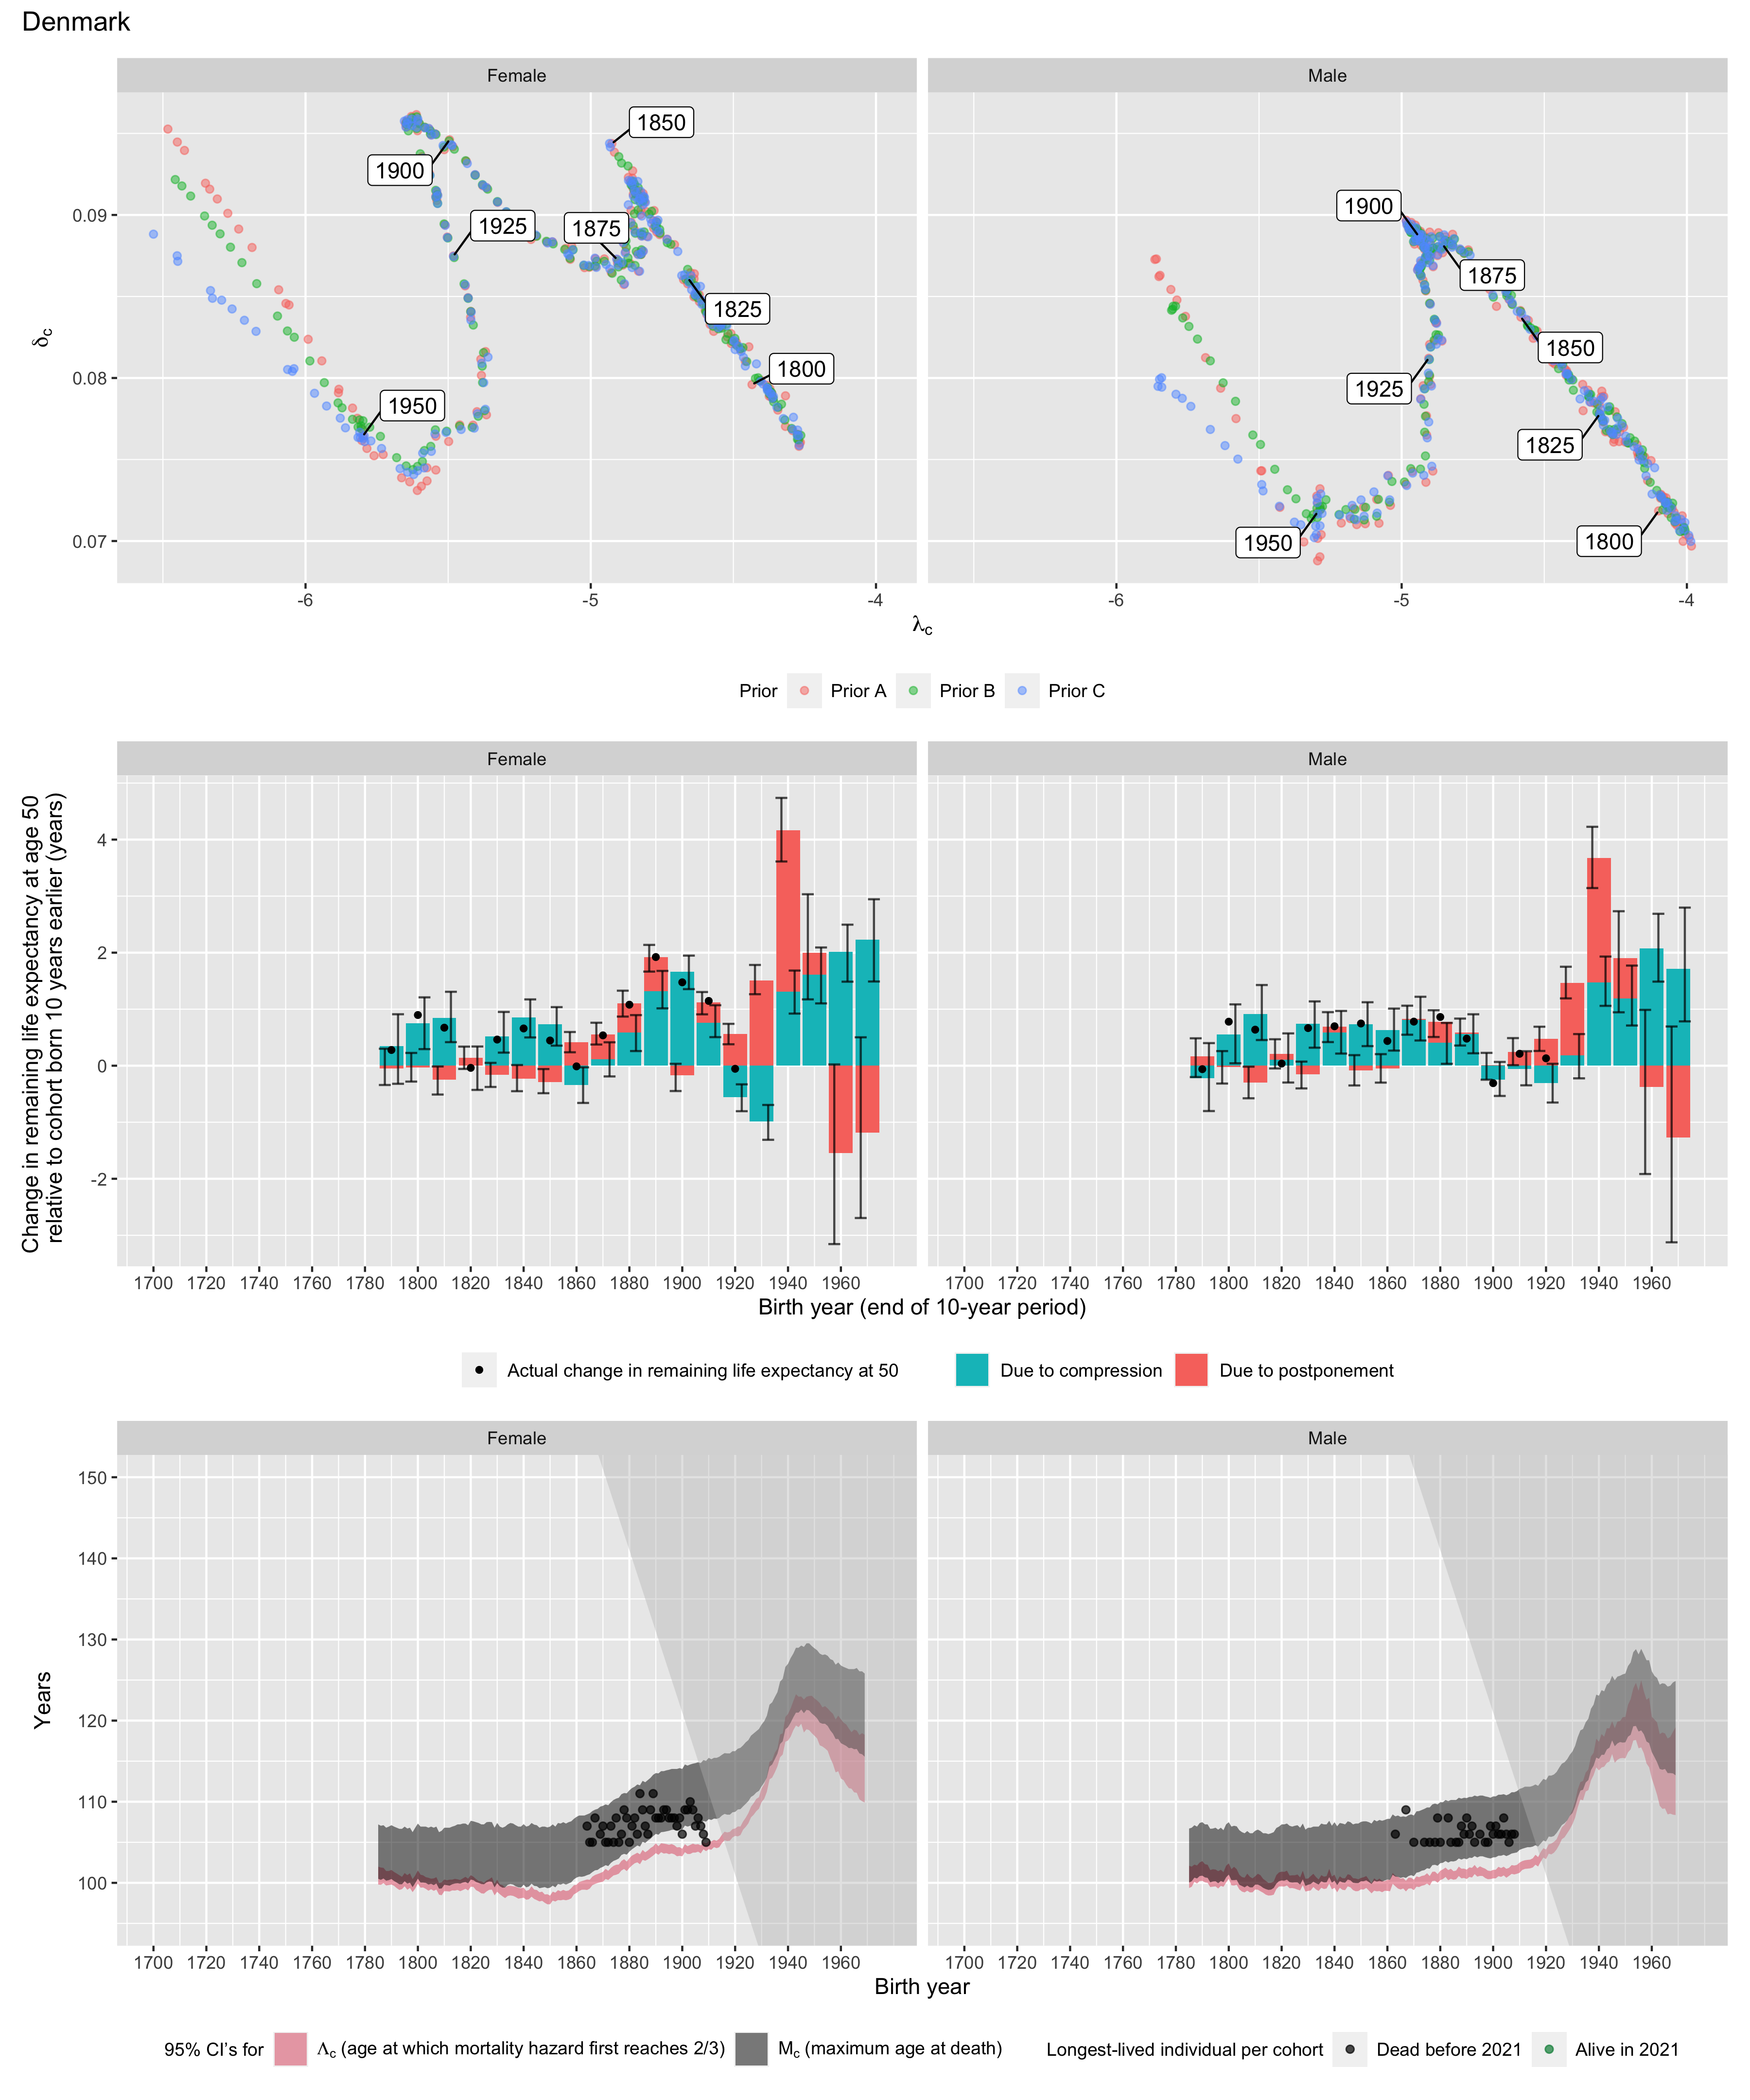 Denmark
Female Male
1850
1900
1925 1875
1825
1800
1950
1900
1875
1850
1925
1825
1950
1800
0.09
0.08
0.07
δc
-6 -5 -4 -6 -5 -4
λc
Prior Prior A Prior B Prior C
Female Male
Change in remaining life expectancy at age 50
relative to cohort born 10 years earlier (years)
4
2
0
-2
1700 1720 1740 1760 1780 1800 1820 1840 1860 1880 1900 1920 1940 1960 1700 1720 1740 1760 1780 1800 1820 1840 1860 1880 1900 1920 1940 1960
Birth year (end of 10-year period)
Actual change in remaining life expectancy at 50 Due to compression Due to postponement
Female Male
Years
150
140
130
120
110
100
1700 1720 1740 1760 1780 1800 1820 1840 1860 1880 1900 1920 1940 1960 1700 1720 1740 1760 1780 1800 1820 1840 1860 1880 1900 1920 1940 1960
Birth year
95% CI's for Λc (age at which mortality hazard first reaches 2/3) Mc (maximum age at death) Longest-lived individual per cohort Dead before 2021 Alive in 2021